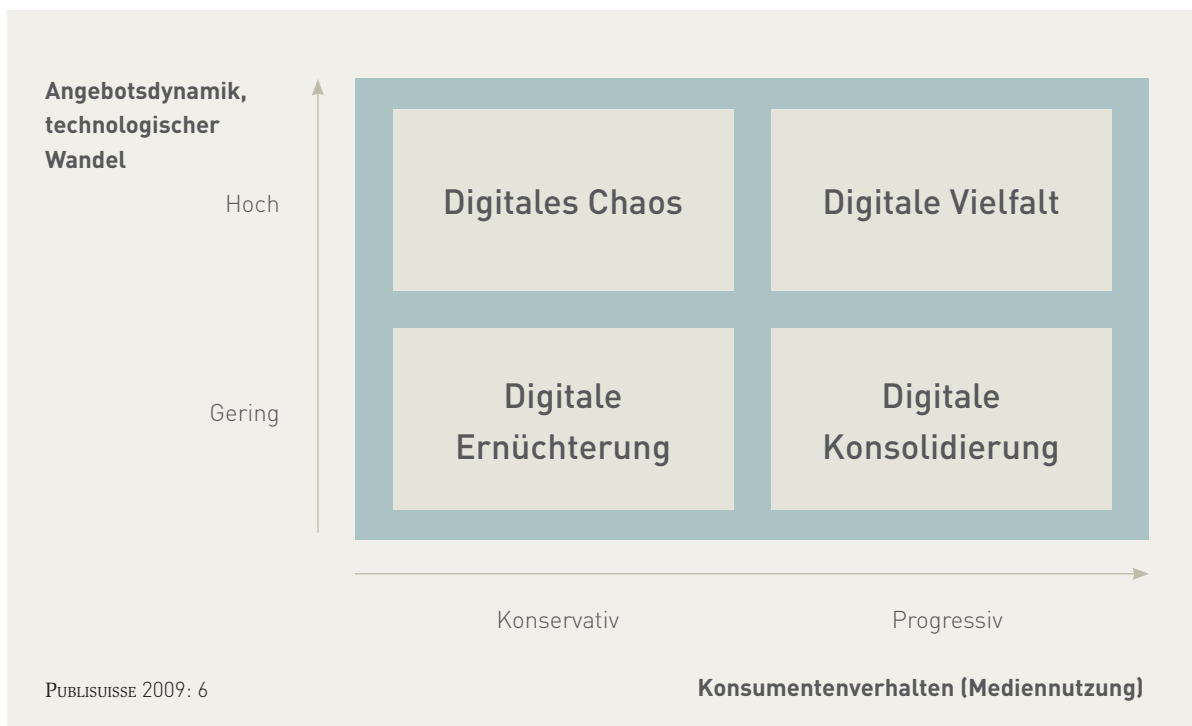 Angebotsdynamik,
technologischer
Wandel
Hoch
Digitales Chaos
Digitale Vielfalt
Gering
Digitale
Ernüchterung
Digitale
Konsolidierung
Konservativ
Progressiv
PUBLISUISSE 2009: 6
Konsumentenverhalten (Mediennutzung)